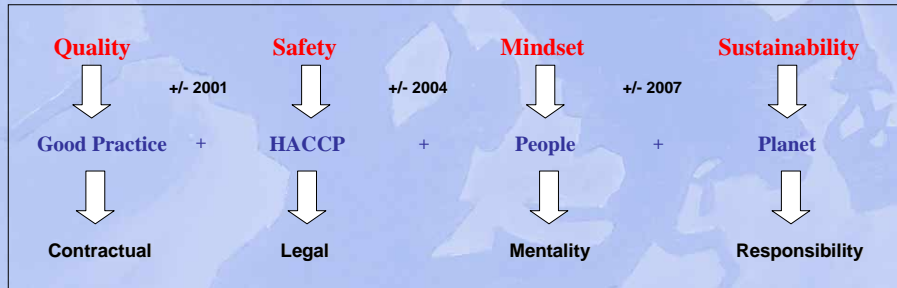 Quality Safety Mindset Sustainability
+/- 2001 +/- 2004 +/- 2007
Good Practice + HACCP + People + Planet
Contractual Legal Mentality Responsibility